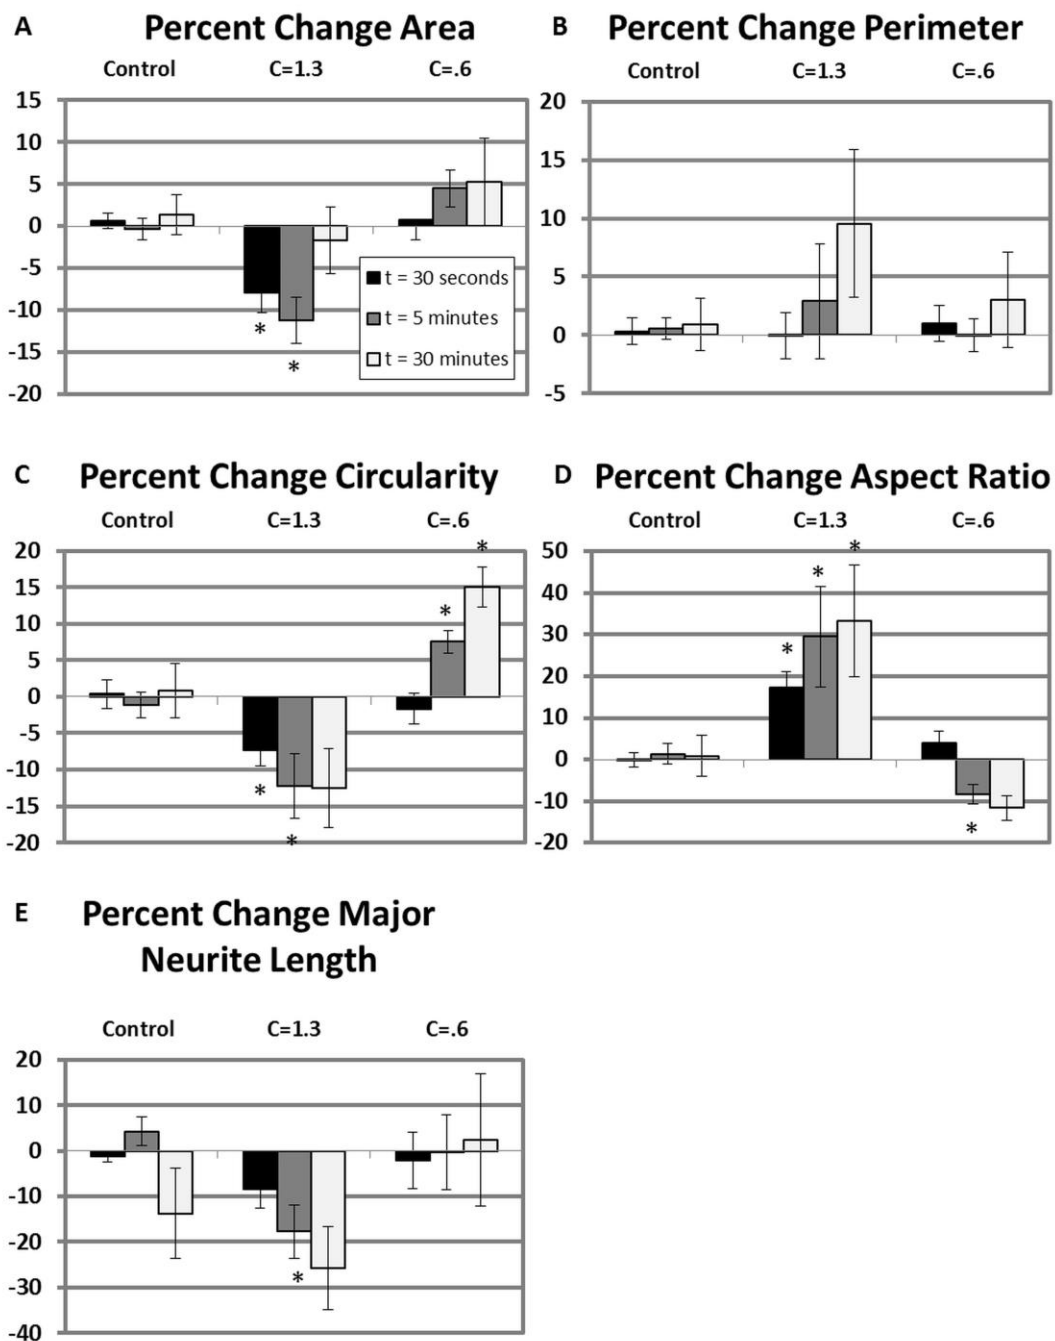 A Percent Change Area
Control C=1.3 C=.6
15
10
5
0
-5
-10
-15
-20
* *
t = 30 seconds
t = 5 minutes
t = 30 minutes
B Percent Change Perimeter
Control C=1.3 C=.6
20
15
10
5
0
-5
C Percent Change Circularity
Control C=1.3 C=.6
20
15
10
5
0
-5
-10
-15
-20
* * * *
D Percent Change Aspect Ratio
Control C=1.3 C=.6
50
40
30
20
10
0
-10
-20
* * * *
E Percent Change Major
Neurite Length
Control C=1.3 C=.6
20
10
0
-10
-20
-30
-40
*